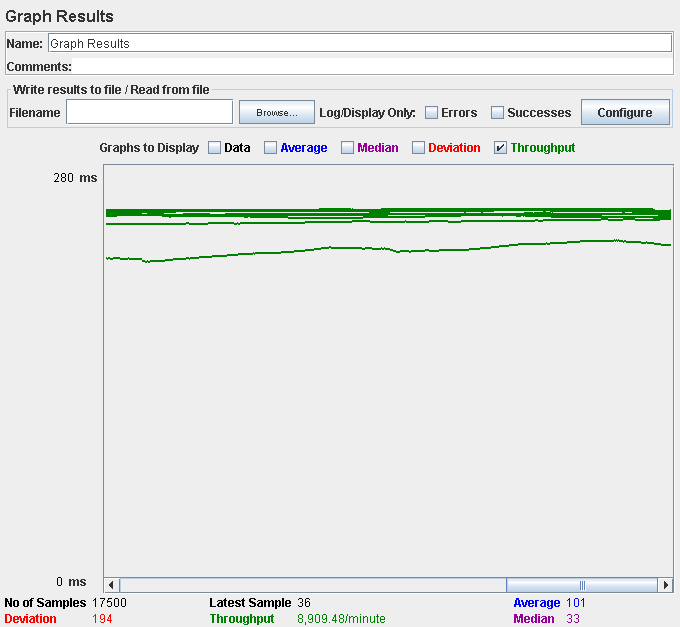 Graph Results
Name: Graph Results
Comments:
Write results to file / Read from file
Filename Browse... Log/Display Only: Errors Successes Configure
Graphs to Display Data Average Median Deviation Throughput
280 ms
0 ms
No of Samples 17500 Latest Sample 36 Average 101
Deviation 194 Throughput 8,909.48/minute Median 33